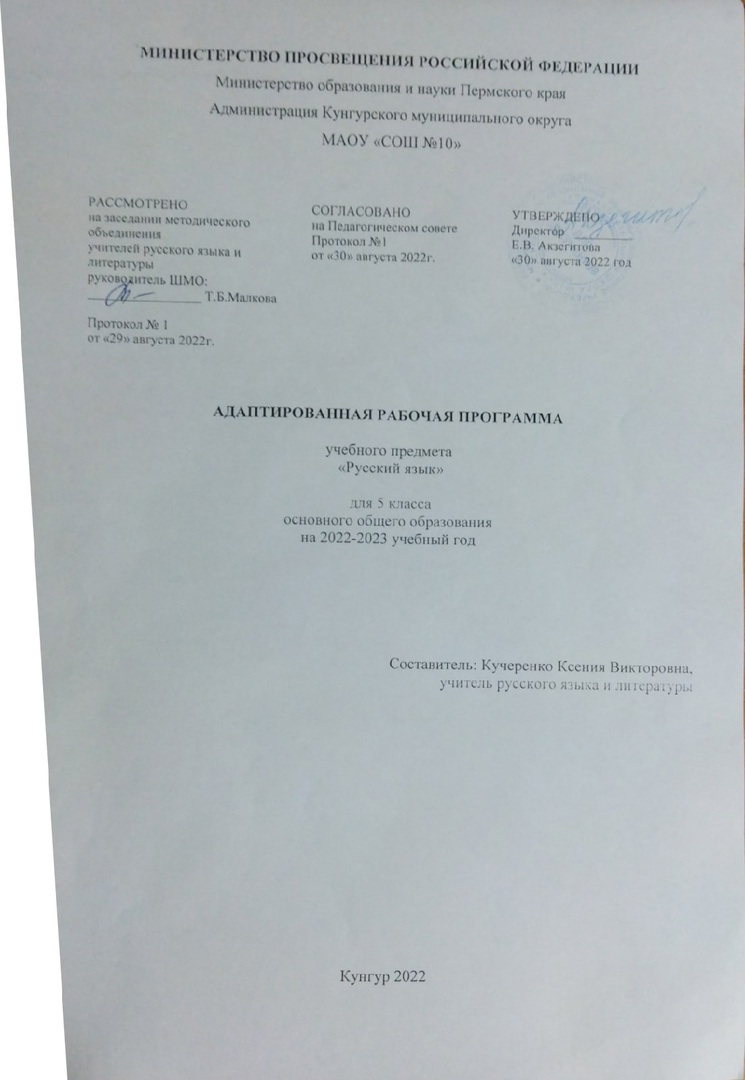 МИНИСТЕРСТВО ПРОСВЕЩЕНИЯ РОССИЙСКОЙ ФЕДЕРАЦИИ
Министерство образования и науки Пермского края
Администрация Кунгурского муниципального округа
МАОУ «СОШ №10»
РАССМОТРЕНО
на заседании методического
объединения
учителей русского языка и
литературы
руководитель ШМО:
Т.Б.Малкова
Протокол № 1
от «29» августа 2022г.
СОГЛАСОВАНО
на Педагогическом совете
Протокол №1
от «30» августа 2022г.
УТВЕРЖДЕНО
Директор
Е.В. Акзегитова
«30» августа 2022 год
АДАПТИРОВАННАЯ РАБОЧАЯ ПРОГРАММА
учебного предмета
«Русский язык»
для 5 класса
основного общего образования
на 2022-2023 учебный год
Составитель: Кучеренко Ксения Викторовна,
учитель русского языка и литературы
Кунгур 2022